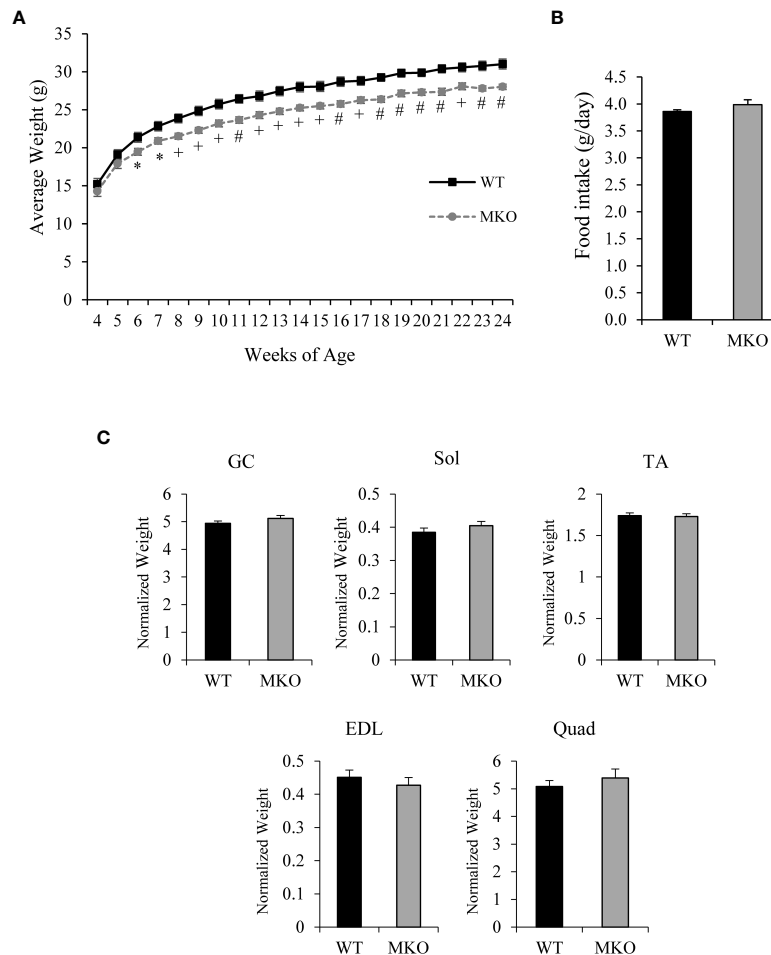 A
Average Weight (g)
35
30
25
20
15
10
5
0
* * + + + # + + + + # + # # # # + # #
WT
MKO
4 5 6 7 8 9 10 11 12 13 14 15 16 17 18 19 20 21 22 23 24
Weeks of Age
B
Food intake (g/day)
4.5
4.0
3.5
3.0
2.5
2.0
1.5
1.0
0.5
0.0
WT MKO
C
GC
Normalized Weight
6
5
4
3
2
1
0
WT MKO
Sol
Normalized Weight
0.5
0.4
0.3
0.2
0.1
0
WT MKO
TA
Normalized Weight
2
1.5
1
0.5
0
WT MKO
EDL
Normalized Weight
0.5
0.4
0.3
0.2
0.1
0
WT MKO
Quad
Normalized Weight
6
5
4
3
2
1
0
WT MKO